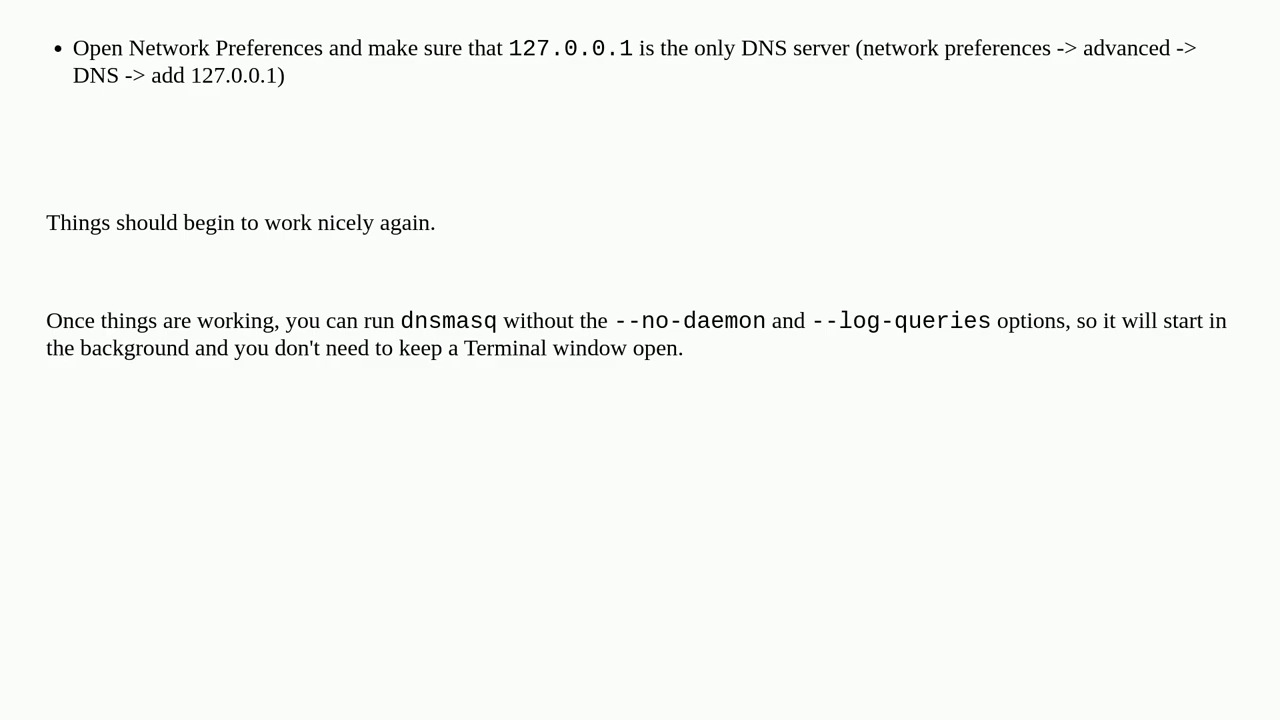 • Open Network Preferences and make sure that 127.0.0.1 is the only DNS server (network preferences -> advanced ->
DNS -> add 127.0.0.1)
Things should begin to work nicely again.
Once things are working, you can run dnsmasq without the --no-daemon and --log-queries options, so it will start in
the background and you don't need to keep a Terminal window open.